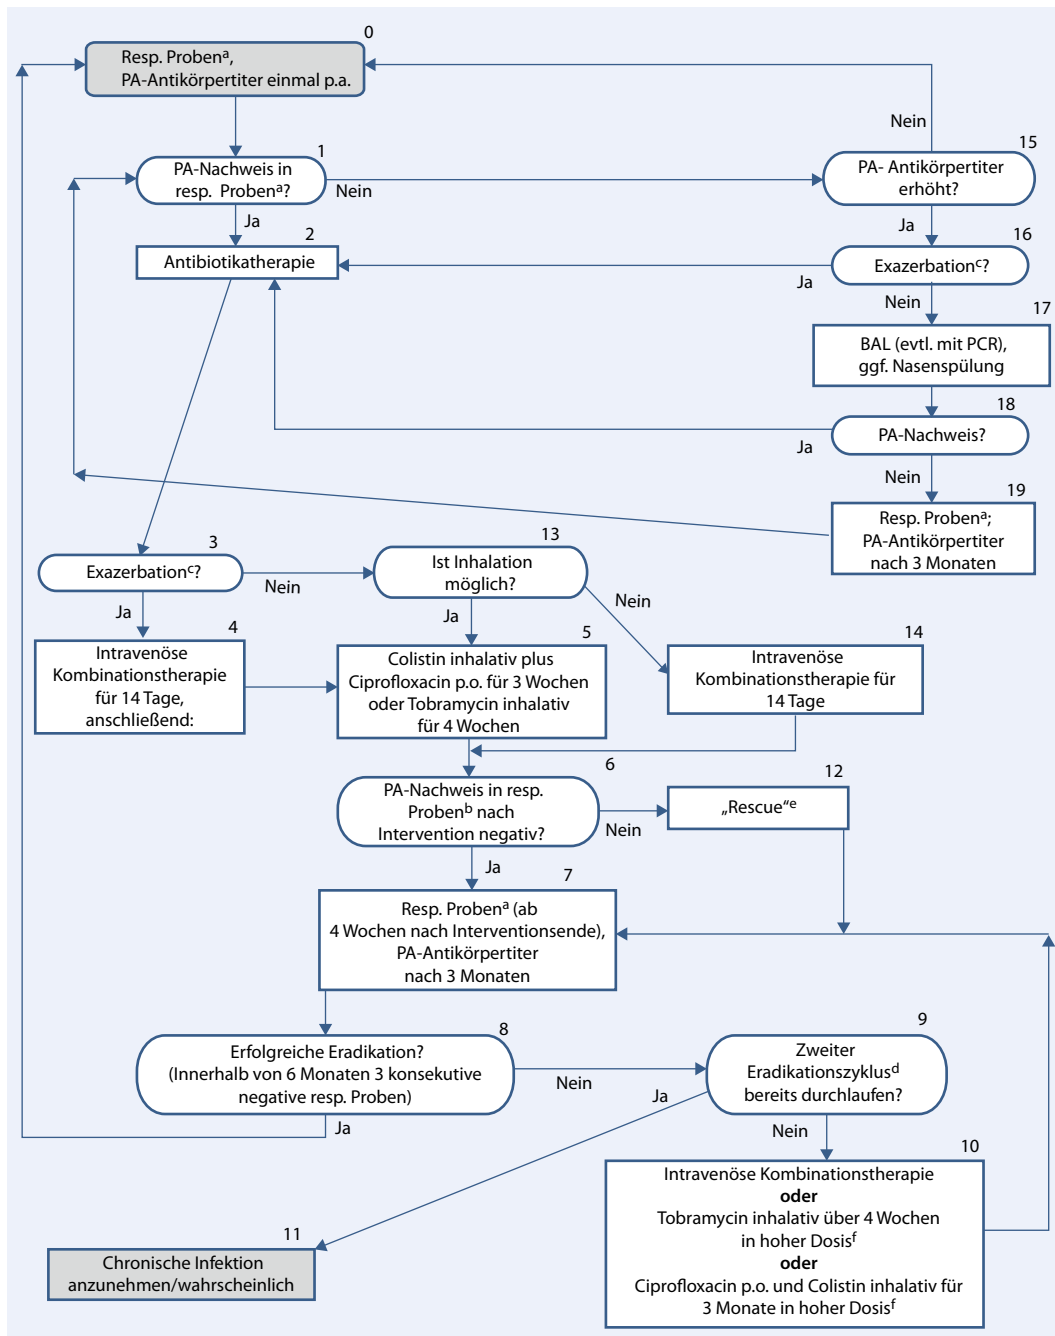 0
Resp. Probenᵃ,
PA-Antikörpertiter einmal p.a.
1
PA-Nachweis in
resp. Probenᵃ?
Nein
Ja
2
Antibiotikatherapie
Nein
15
PA- Antikörpertiter
erhöht?
Ja
16
Exazerbationᶜ?
Ja
Nein
17
BAL (evtl. mit PCR),
ggf. Nasenspülung
18
PA-Nachweis?
Ja
Nein
19
Resp. Probenᵃ;
PA-Antikörpertiter
nach 3 Monaten
3
Exazerbationᶜ?
Nein
Ja
4
Intravenöse
Kombinationstherapie
für 14 Tage,
anschließend:
13
Ist Inhalation
möglich?
Nein
Ja
5
Colistin inhalativ plus
Ciprofloxacin p.o. für 3 Wochen
oder Tobramycin inhalativ
für 4 Wochen
14
Intravenöse
Kombinationstherapie für
14 Tage
6
PA-Nachweis in resp.
Probenᵇ nach
Intervention negativ?
Nein
Ja
12
„Rescue“ᵉ
7
Resp. Probenᵃ (ab
4 Wochen nach Interventionsende),
PA-Antikörpertiter
nach 3 Monaten
8
Erfolgreiche Eradikation?
(Innerhalb von 6 Monaten 3 konsekutive
negative resp. Proben)
Nein
Ja
9
Zweiter
Eradikationszyklusᵈ
bereits durchlaufen?
Ja
Nein
10
Intravenöse Kombinationstherapie
oder
Tobramycin inhalativ über 4 Wochen
in hoher Dosisᶠ
oder
Ciprofloxacin p.o. und Colistin inhalativ für
3 Monate in hoher Dosisᶠ
11
Chronische Infektion
anzunehmen/wahrscheinlich